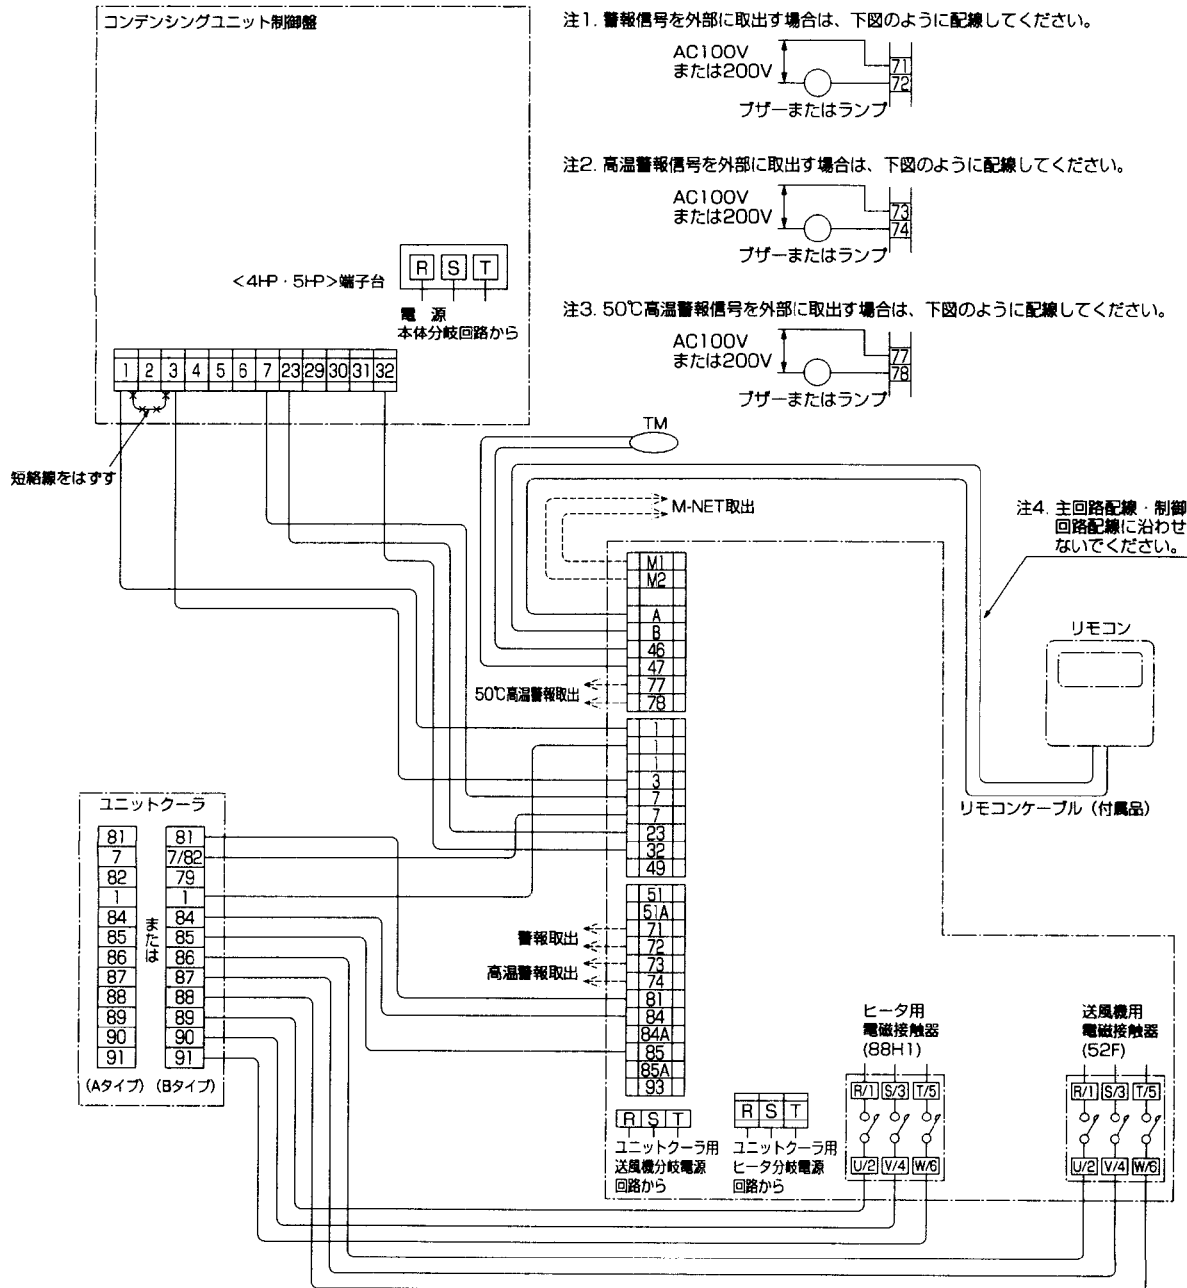 コンデンシングユニット制御盤
<4HP・5HP>端子台
R S T
電 源
本体分岐回路から
1 2 3 4 5 6 7 23 29 30 31 32
短絡線をはずす
注1. 警報信号を外部に取出す場合は、下図のように配線してください。
AC100V
または200V
71
72
ブザーまたはランプ
注2. 高温警報信号を外部に取出す場合は、下図のように配線してください。
AC100V
または200V
73
74
ブザーまたはランプ
注3. 50℃高温警報信号を外部に取出す場合は、下図のように配線してください。
AC100V
または200V
77
78
ブザーまたはランプ
TM
M-NET取出
注4. 主回路配線・制御
回路配線に沿わせ
ないでください。
リモコン
リモコンケーブル(付属品)
M1
M2
A
B
46
47
77
78
50℃高温警報取出
1
1
1
3
7
7
23
32
49
51
51A
71
72
73
74
81
84
84A
85
85A
93
警報取出
高温警報取出
ユニットクーラ
81 81
7 7/82
82 79
1 1
84 84
85 85
86 86
87 87
88 88
89 89
90 90
91 91
または
(Aタイプ) (Bタイプ)
R S T
ユニットクーラ用
送風機分岐電源
回路から
R S T
ユニットクーラ用
ヒータ分岐電源
回路から
ヒータ用
電磁接触器
(88H1)
R/1 S/3 T/5
U/2 V/4 W/6
送風機用
電磁接触器
(52F)
R/1 S/3 T/5
U/2 V/4 W/6